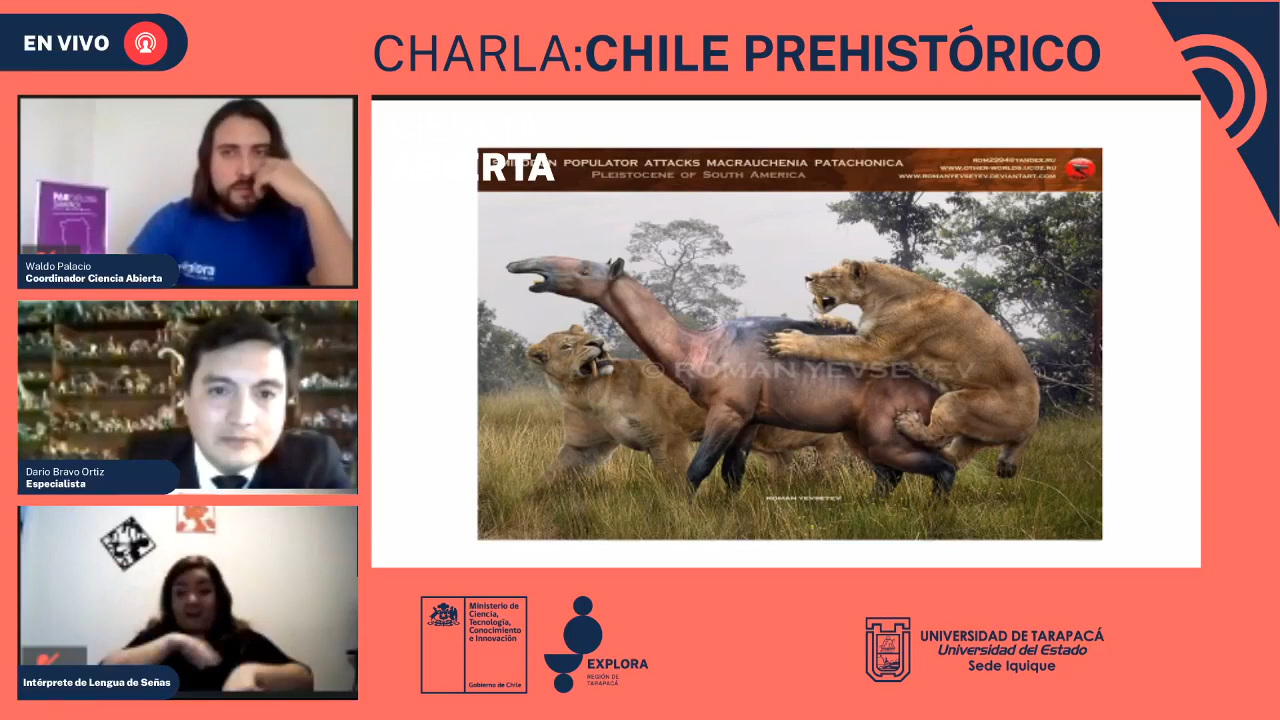 EN VIVO
CHARLA:CHILE PREHISTÓRICO
Waldo Palacio
Coordinador Ciencia Abierta
Dario Bravo Ortiz
Especialista
Intérprete de Lengua de Señas
RTA
POPULATOR ATTACKS MACRAUCHENIA PATACHONICA
PLEISTOCENE OF SOUTH AMERICA
ROM2994@YANDEX.RU
WWW.OTHER-WORLDS.UCOZ.RU
WWW.ROMANYEVSEYEV.DEVIANTART.COM
© ROMAN YEVSEYEV
ROMAN YEVSEYEV
Ministerio de
Ciencia,
Tecnología,
Conocimiento
e Innovación
Gobierno de Chile
EXPLORA
REGIÓN DE
TARAPACÁ
UNIVERSIDAD DE TARAPACÁ
Universidad del Estado
Sede Iquique